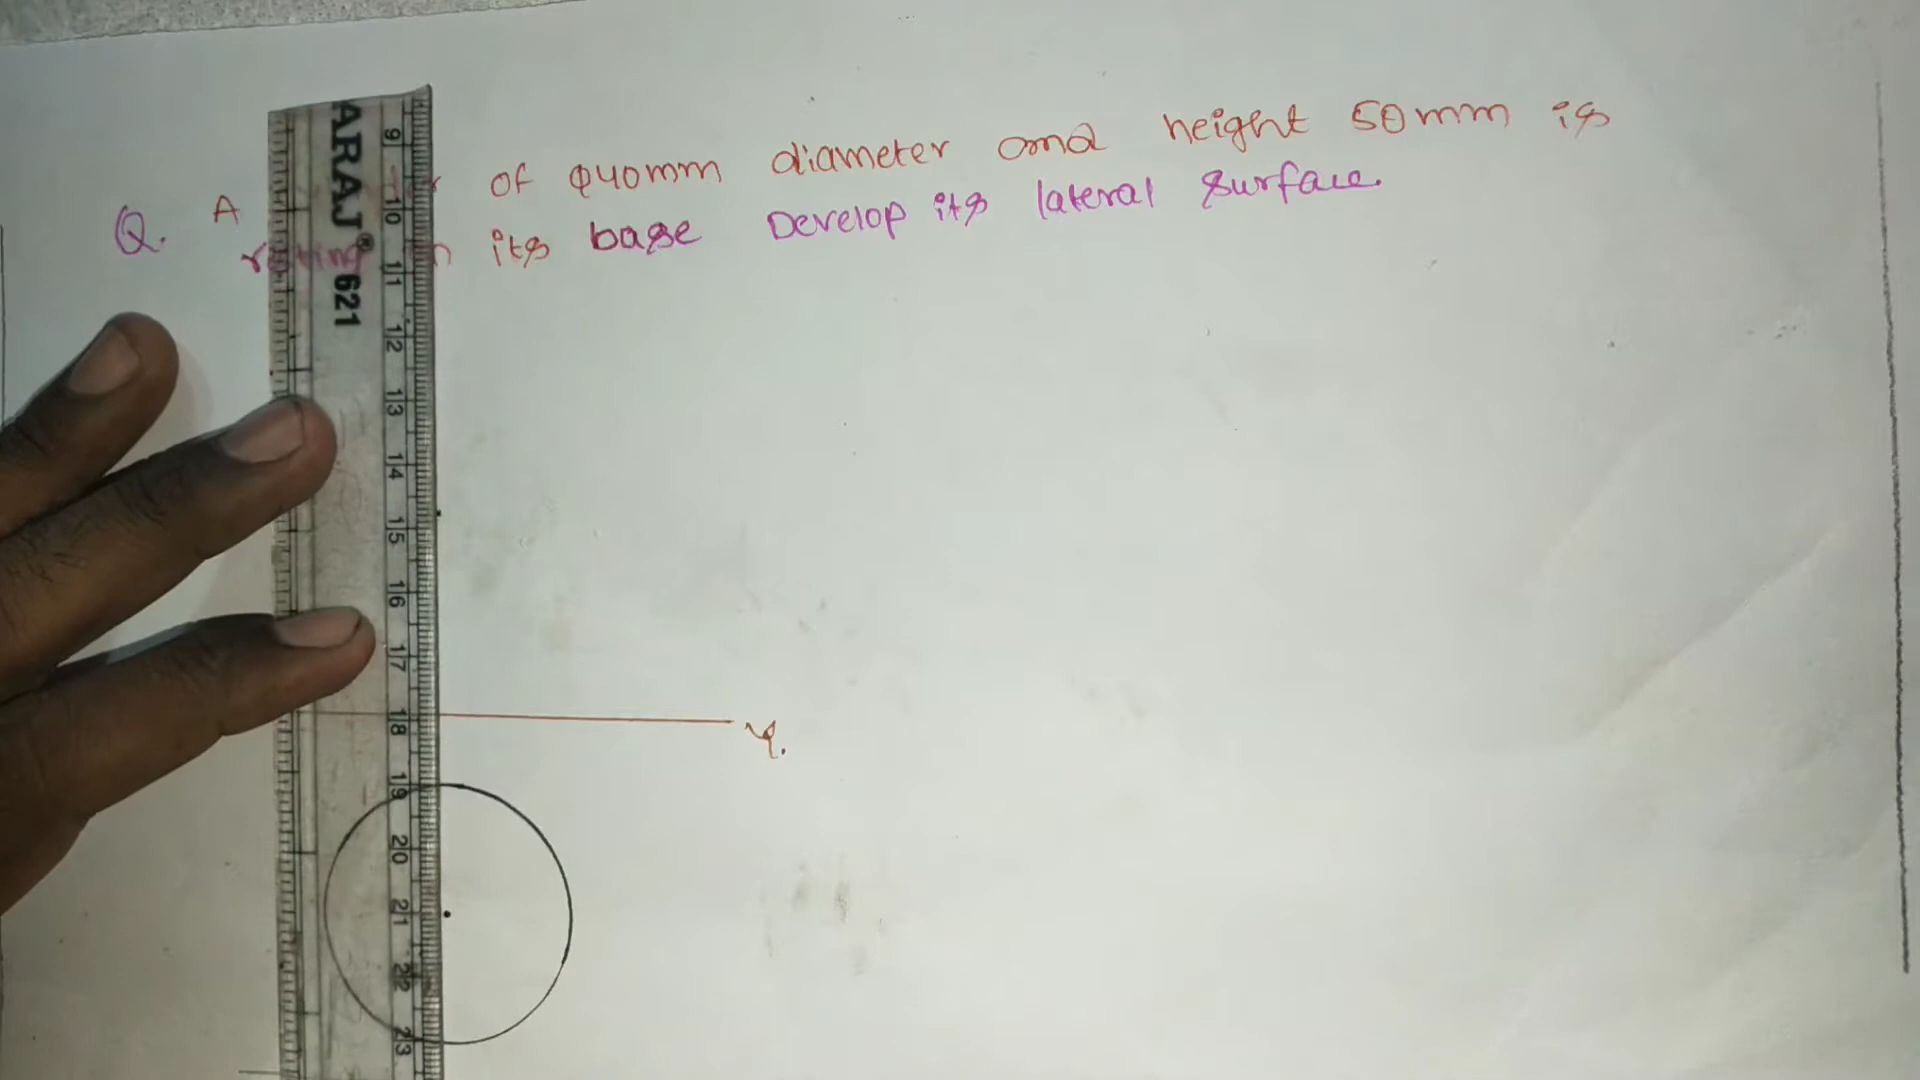 Q. A of φ40mm diameter and height 50mm is
its base Develop its lateral surface.
ARAJ® 621
9 10 11 12 13 14 15 16 17 18 19 20 21 22 23
Y.